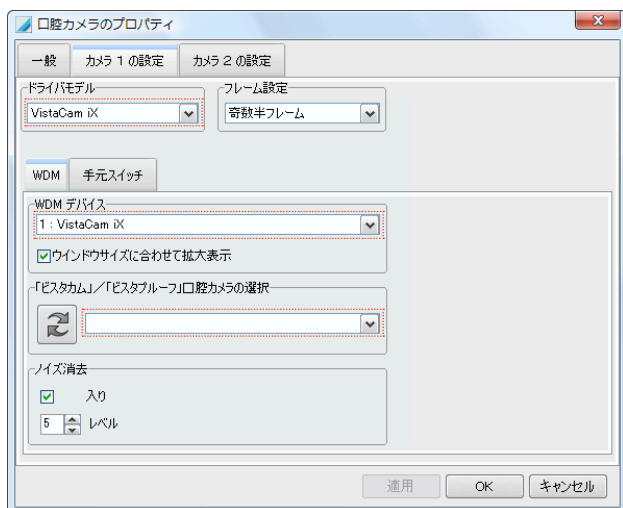 口腔カメラのプロパティ
一般
カメラ1の設定
カメラ2の設定
ドライバモデル
フレーム設定
VistaCam iX
奇数半フレーム
WDM
手元スイッチ
WDM デバイス
1 : VistaCam iX
ウインドウサイズに合わせて拡大表示
「ビスタカム」／「ビスタプルーフ」口腔カメラの選択
ノイズ消去
入り
5
レベル
適用
OK
キャンセル